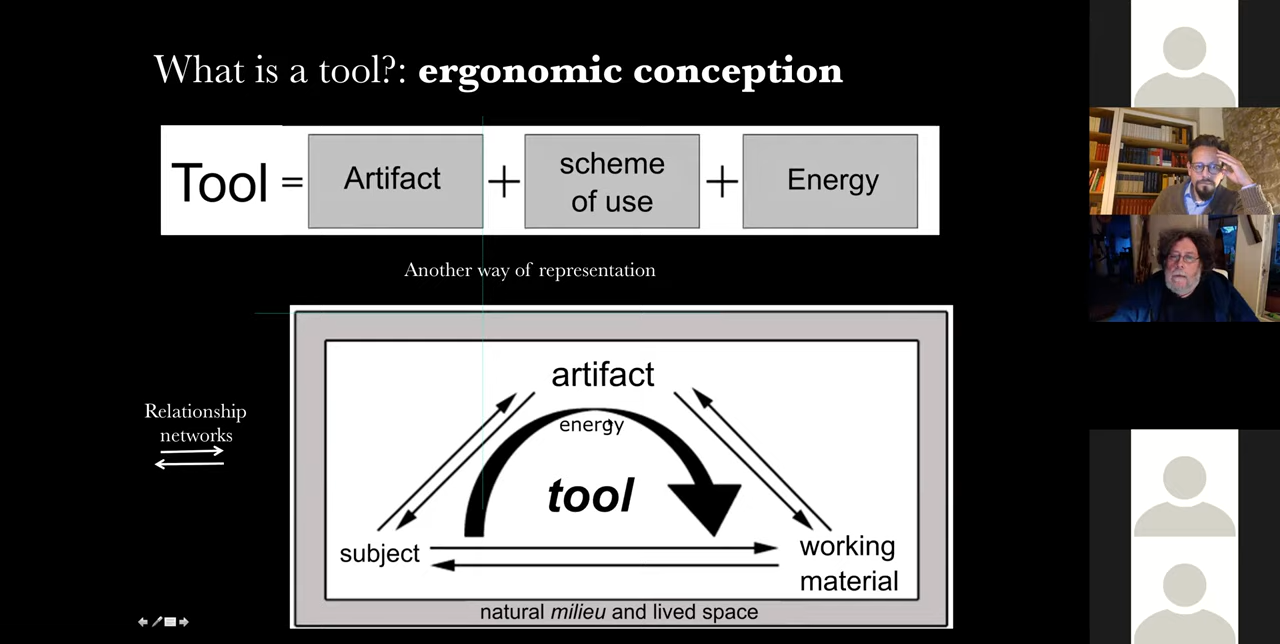 What is a tool?: ergonomic conception
Tool = Artifact + scheme of use + Energy
Another way of representation
Relationship
networks
artifact
energy
tool
subject
working
material
natural milieu and lived space